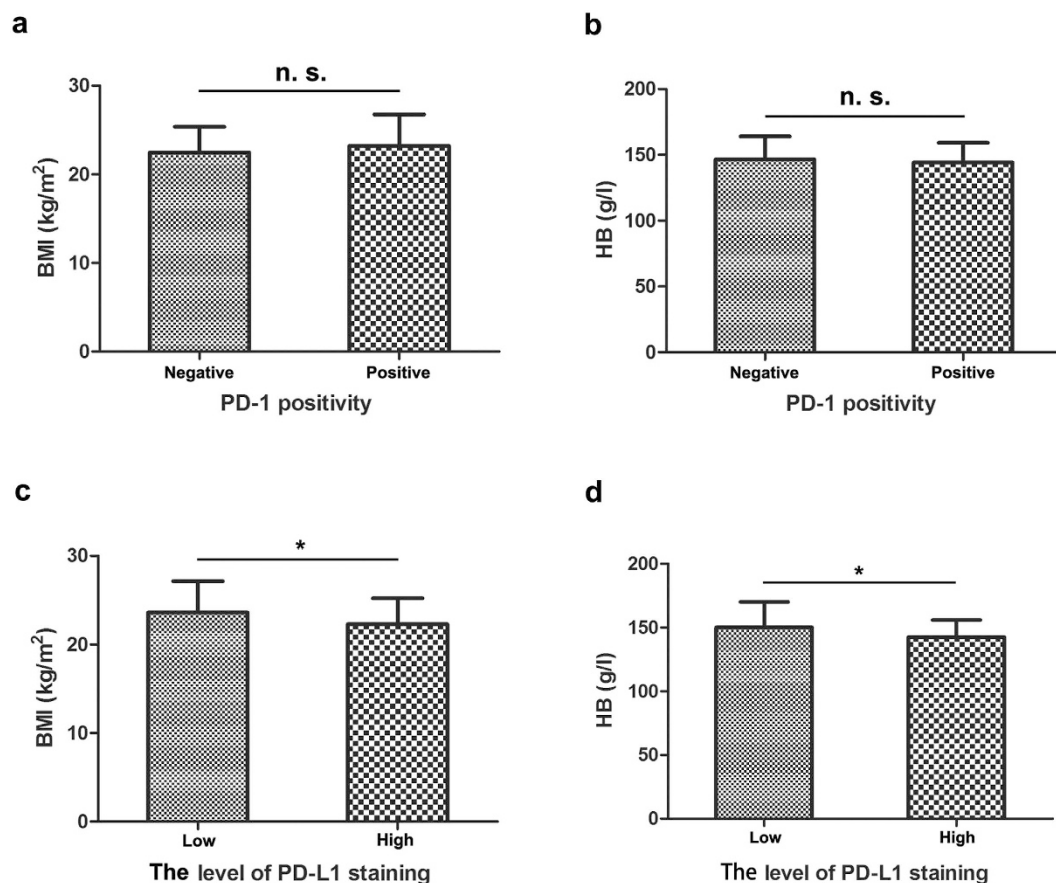 a
n. s.
30
20
10
0
BMI (kg/m²)
Negative Positive
PD-1 positivity
b
n. s.
200
150
100
50
0
HB (g/l)
Negative Positive
PD-1 positivity
c
*
30
20
10
0
BMI (kg/m²)
Low High
The level of PD-L1 staining
d
*
200
150
100
50
0
HB (g/l)
Low High
The level of PD-L1 staining